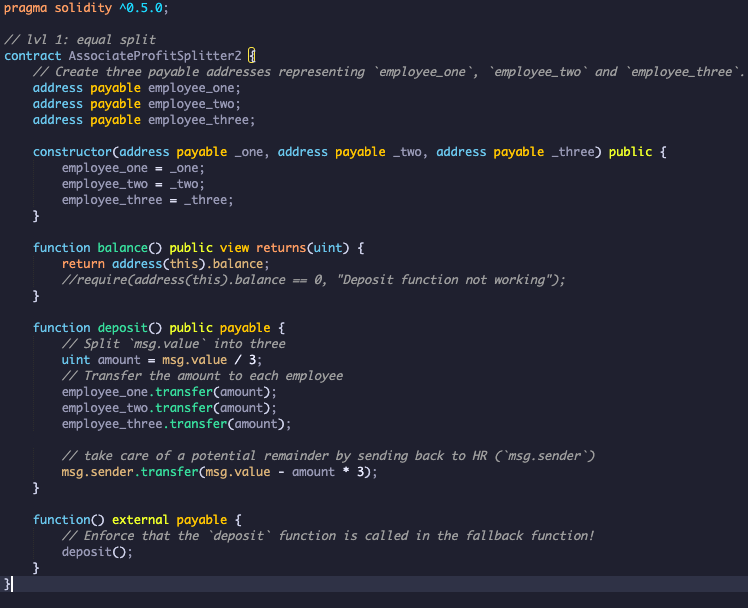 pragma solidity ^0.5.0;

// lvl 1: equal split
contract AssociateProfitSplitter2 {
    // Create three payable addresses representing `employee_one`, `employee_two` and `employee_three`.
    address payable employee_one;
    address payable employee_two;
    address payable employee_three;

    constructor(address payable _one, address payable _two, address payable _three) public {
        employee_one = _one;
        employee_two = _two;
        employee_three = _three;
    }

    function balance() public view returns(uint) {
        return address(this).balance;
        //require(address(this).balance == 0, "Deposit function not working");
    }

    function deposit() public payable {
        // Split `msg.value` into three
        uint amount = msg.value / 3;
        // Transfer the amount to each employee
        employee_one.transfer(amount);
        employee_two.transfer(amount);
        employee_three.transfer(amount);

        // take care of a potential remainder by sending back to HR (`msg.sender`)
        msg.sender.transfer(msg.value - amount * 3);
    }

    function() external payable {
        // Enforce that the `deposit` function is called in the fallback function!
        deposit();
    }
}